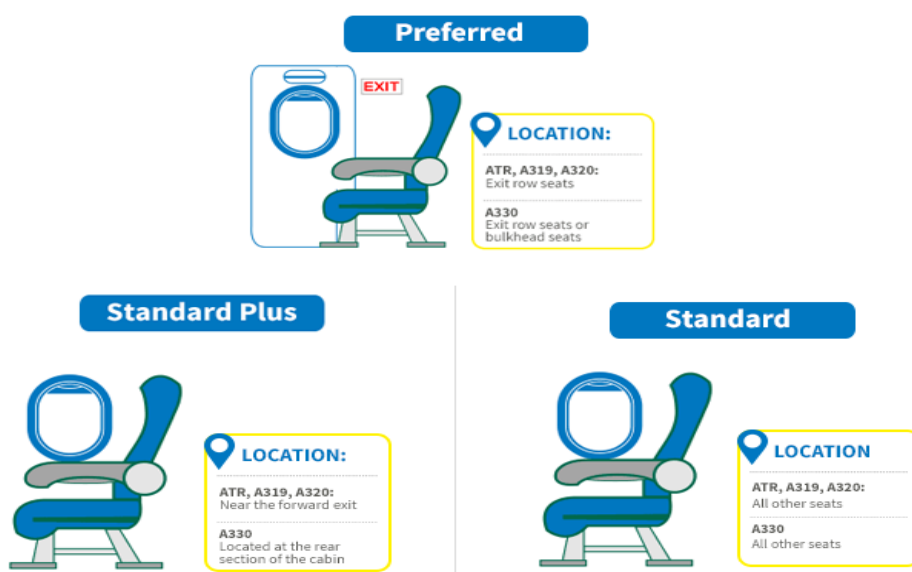 Preferred
EXIT
LOCATION:
ATR, A319, A320:
Exit row seats
A330
Exit row seats or
bulkhead seats
Standard Plus
LOCATION:
ATR, A319, A320:
Near the forward exit
A330
Located at the rear
section of the cabin
Standard
LOCATION
ATR, A319, A320:
All other seats
A330
All other seats